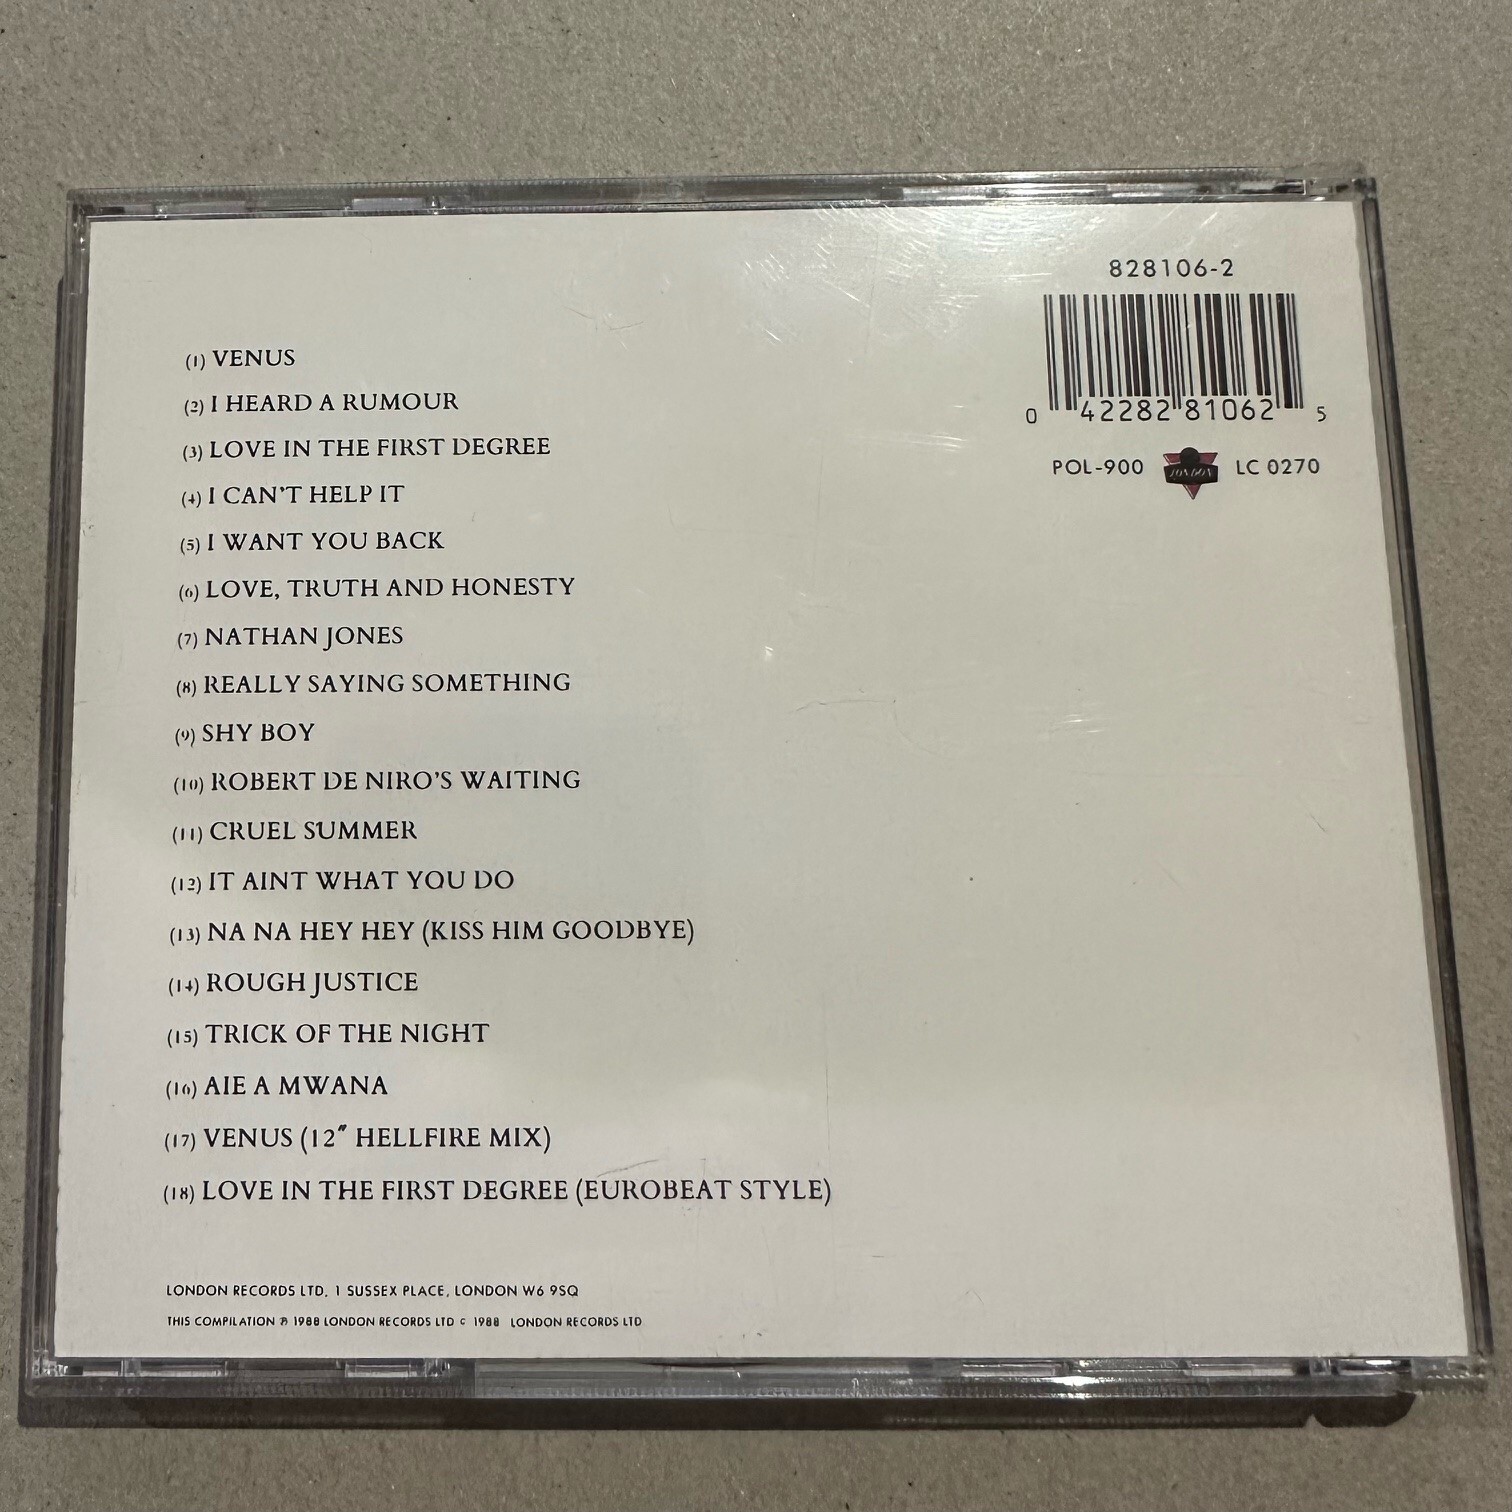 828106-2
0 42282 81062 5
POL-900 LONDON LC 0270
(1) VENUS
(2) I HEARD A RUMOUR
(3) LOVE IN THE FIRST DEGREE
(4) I CAN'T HELP IT
(5) I WANT YOU BACK
(6) LOVE, TRUTH AND HONESTY
(7) NATHAN JONES
(8) REALLY SAYING SOMETHING
(9) SHY BOY
(10) ROBERT DE NIRO'S WAITING
(11) CRUEL SUMMER
(12) IT AINT WHAT YOU DO
(13) NA NA HEY HEY (KISS HIM GOODBYE)
(14) ROUGH JUSTICE
(15) TRICK OF THE NIGHT
(16) AIE A MWANA
(17) VENUS (12" HELLFIRE MIX)
(18) LOVE IN THE FIRST DEGREE (EUROBEAT STYLE)
LONDON RECORDS LTD. 1 SUSSEX PLACE, LONDON W6 9SQ
THIS COMPILATION ℗ 1988 LONDON RECORDS LTD © 1988 LONDON RECORDS LTD